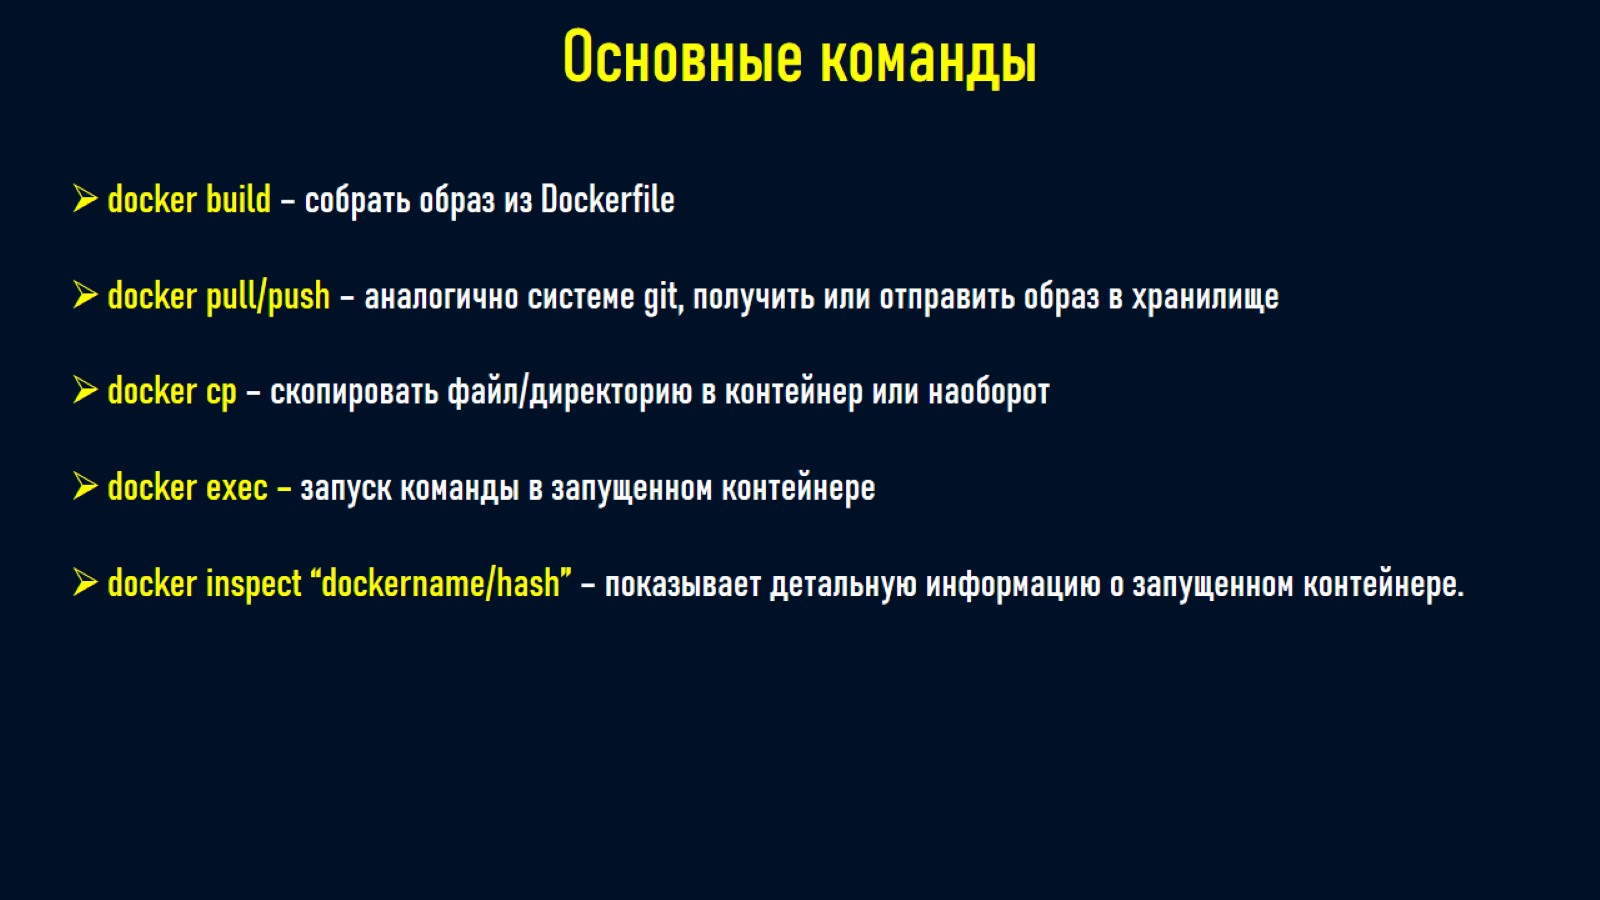 Основные команды
➢ docker build – собрать образ из Dockerfile
➢ docker pull/push – аналогично системе git, получить или отправить образ в хранилище
➢ docker cp – скопировать файл/директорию в контейнер или наоборот
➢ docker exec – запуск команды в запущенном контейнере
➢ docker inspect “dockername/hash” – показывает детальную информацию о запущенном контейнере.